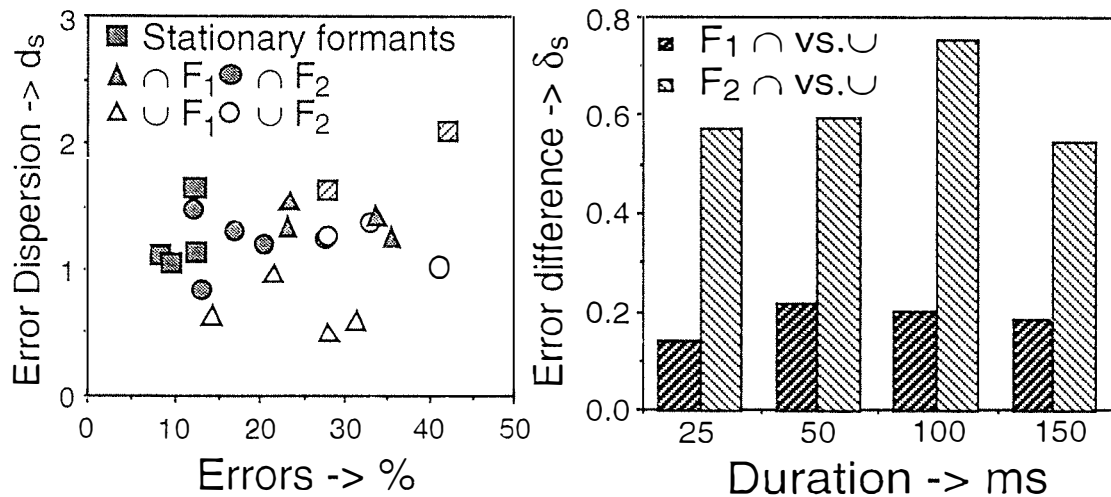 3
2
1
0
Error Dispersion -> d_s
Stationary formants
∩ F₁ ∩ F₂
∪ F₁ ∪ F₂
0 10 20 30 40 50
Errors -> %
0.8
0.6
0.4
0.2
0.0
Error difference -> δ_s
F₁ ∩ vs.∪
F₂ ∩ vs.∪
25 50 100 150
Duration -> ms